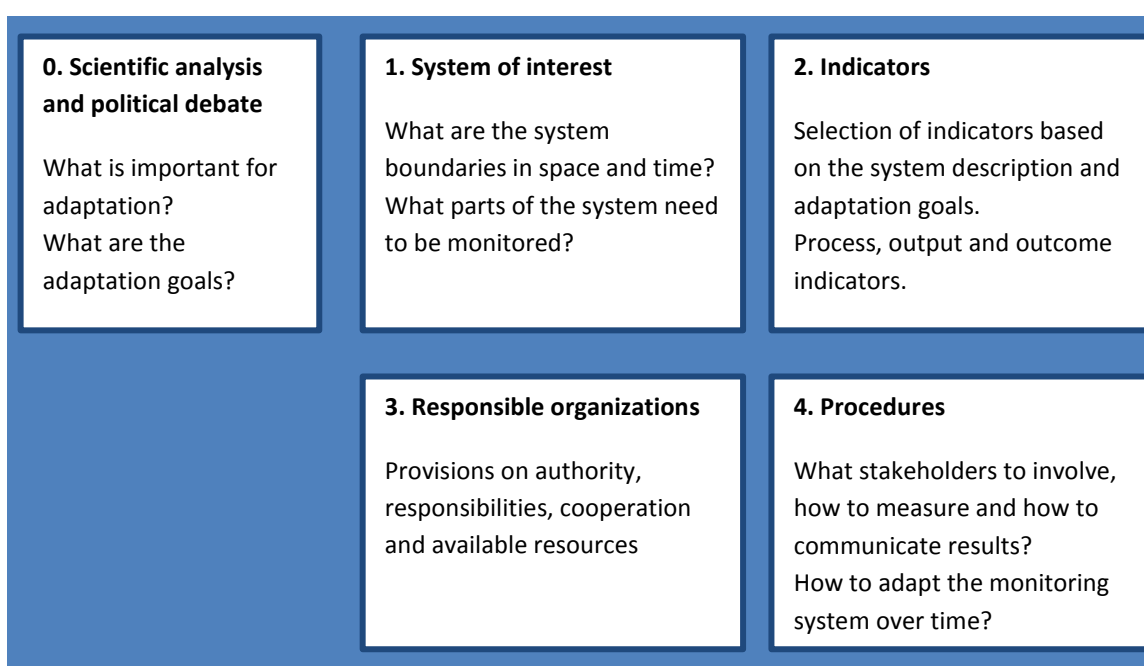 0. Scientific analysis
and political debate
What is important for
adaptation?
What are the
adaptation goals?
1. System of interest
What are the system
boundaries in space and time?
What parts of the system need
to be monitored?
2. Indicators
Selection of indicators based
on the system description and
adaptation goals.
Process, output and outcome
indicators.
3. Responsible organizations
Provisions on authority,
responsibilities, cooperation
and available resources
4. Procedures
What stakeholders to involve,
how to measure and how to
communicate results?
How to adapt the monitoring
system over time?